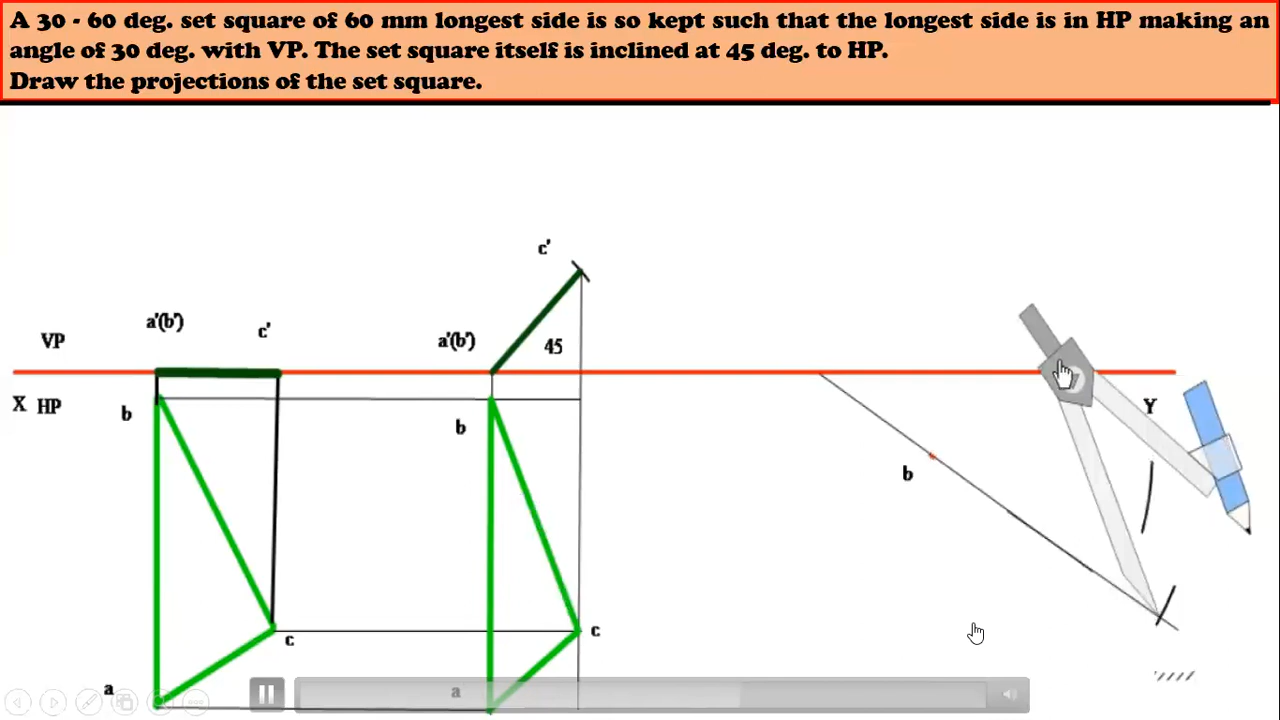 A 30 - 60 deg. set square of 60 mm longest side is so kept such that the longest side is in HP making an
angle of 30 deg. with VP. The set square itself is inclined at 45 deg. to HP.
Draw the projections of the set square.
c'
a'(b')
c'
VP
a'(b')
45
X HP
b
Y
b
b
c
c
a
a